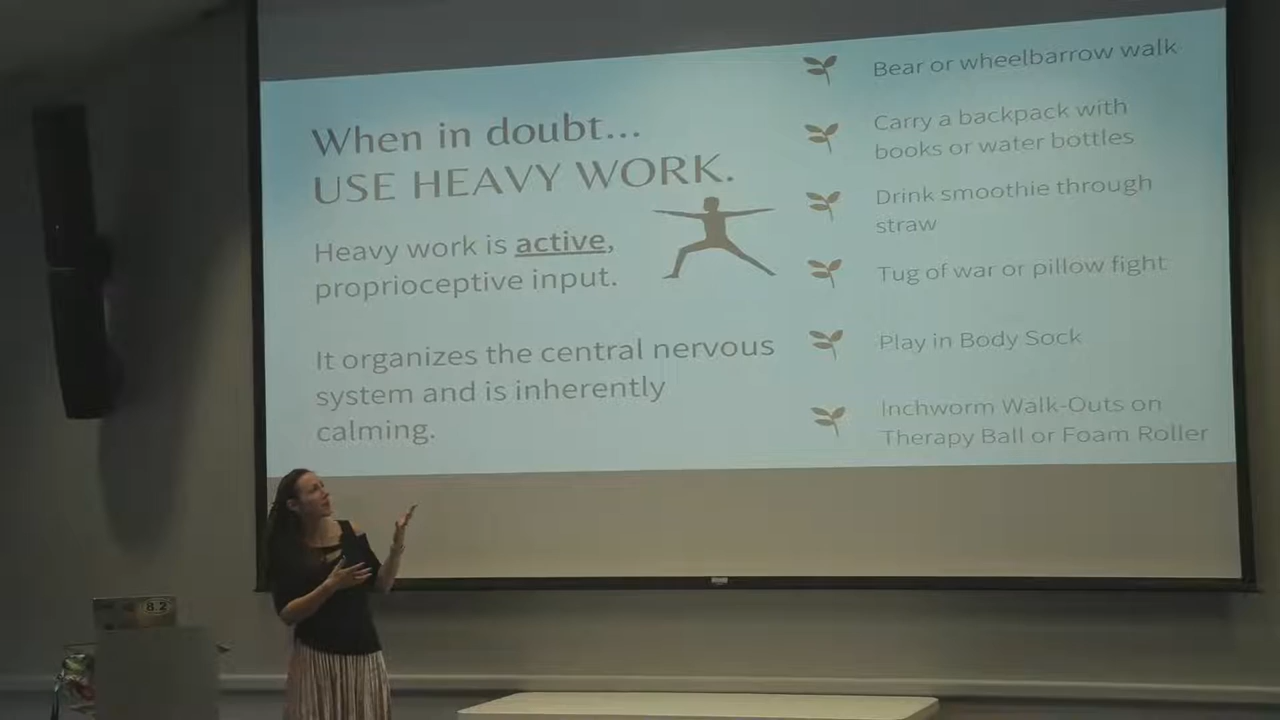 When in doubt...
USE HEAVY WORK.
Heavy work is active,
proprioceptive input.
It organizes the central nervous
system and is inherently
calming.
Bear or wheelbarrow walk
Carry a backpack with
books or water bottles
Drink smoothie through
straw
Tug of war or pillow fight
Play in Body Sock
Inchworm Walk-Outs on
Therapy Ball or Foam Roller
8.2